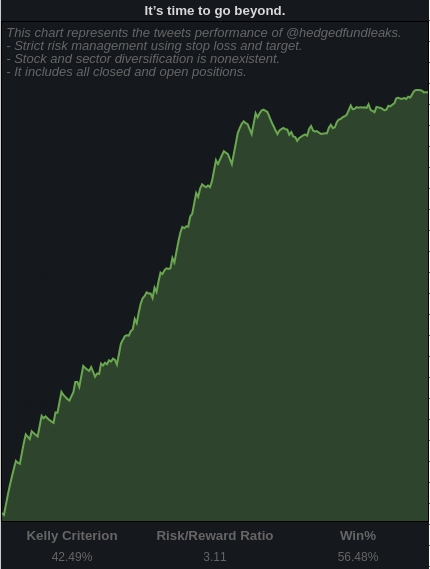 It's time to go beyond.
This chart represents the tweets performance of @hedgedfundleaks.
- Strict risk management using stop loss and target.
- Stock and sector diversification is nonexistent.
- It includes all closed and open positions.
Kelly Criterion Risk/Reward Ratio Win%
42.49% 3.11 56.48%